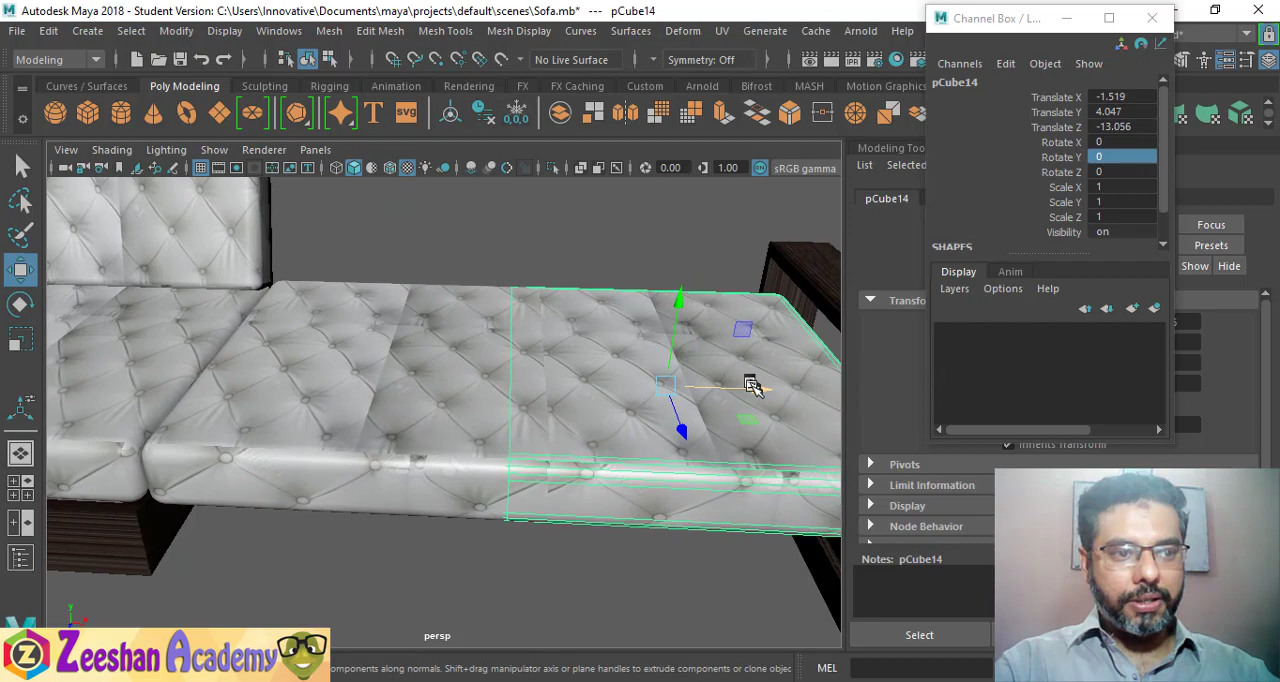 Autodesk Maya 2018 - Student Version: C:\Users\Innovative\Documents\maya\projects\default\scenes\Sofa.mb* --- pCube14
File Edit Create Select Modify Display Windows Mesh Edit Mesh Mesh Tools Mesh Display Curves Surfaces Deform UV Generate Cache Arnold Help
Modeling
No Live Surface
Symmetry: Off
Curves / Surfaces Poly Modeling Sculpting Rigging Animation Rendering FX FX Caching Custom Arnold Bifrost MASH Motion Graphics
T
SVG
0,0,0
View Shading Lighting Show Renderer Panels
0.00
1.00
sRGB gamma
persp
Channel Box / L...
Channels Edit Object Show
pCube14
Translate X -1.519
Translate Y 4.047
Translate Z -13.056
Rotate X 0
Rotate Y 0
Rotate Z 0
Scale X 1
Scale Y 1
Scale Z 1
Visibility on
SHAPES
Display Anim
Layers Options Help
List Selected
pCube14
Focus
Presets
Show Hide
Transfo
Inherits Transform
Pivots
Limit Information
Display
Node Behavior
Notes: pCube14
Select
Zeeshan Academy
components along normals. Shift+drag manipulator axis or plane handles to extrude components or clone objec
MEL